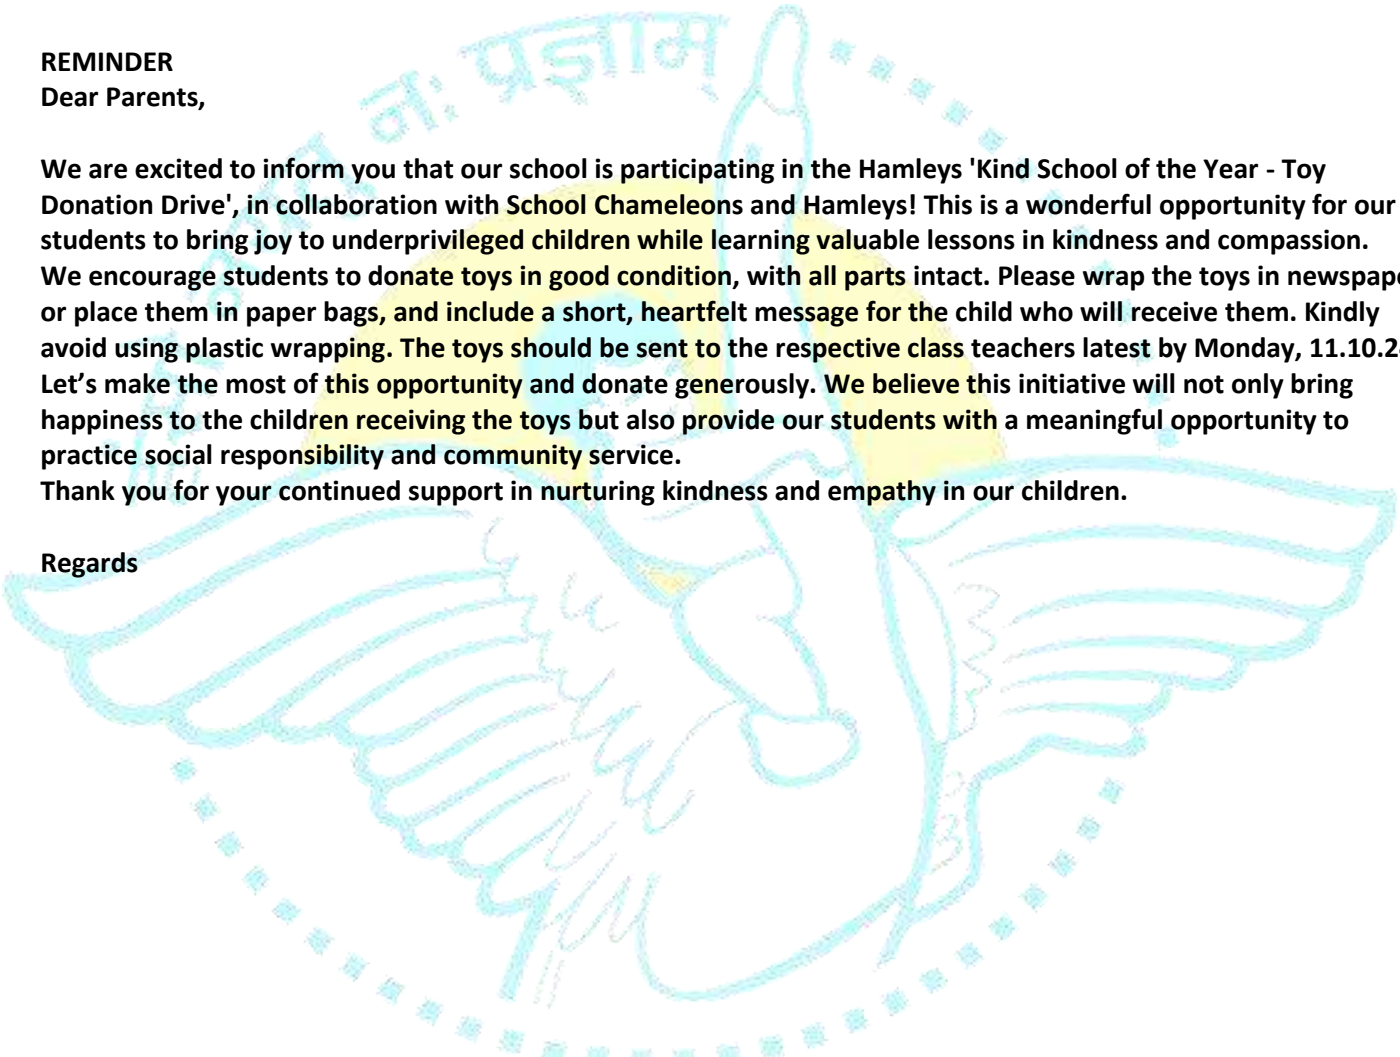 प्रज्ञाम्
नः
REMINDER
Dear Parents,
We are excited to inform you that our school is participating in the Hamleys 'Kind School of the Year - Toy
Donation Drive', in collaboration with School Chameleons and Hamleys! This is a wonderful opportunity for our
students to bring joy to underprivileged children while learning valuable lessons in kindness and compassion.
We encourage students to donate toys in good condition, with all parts intact. Please wrap the toys in newspape
or place them in paper bags, and include a short, heartfelt message for the child who will receive them. Kindly
avoid using plastic wrapping. The toys should be sent to the respective class teachers latest by Monday, 11.10.2
Let’s make the most of this opportunity and donate generously. We believe this initiative will not only bring
happiness to the children receiving the toys but also provide our students with a meaningful opportunity to
practice social responsibility and community service.
Thank you for your continued support in nurturing kindness and empathy in our children.
Regards